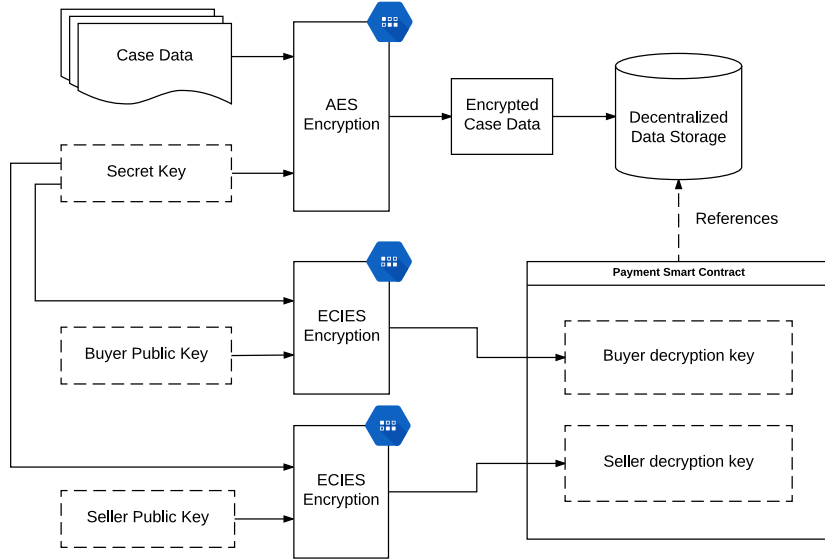 Case Data
AES
Encryption
Encrypted
Case Data
Decentralized
Data Storage
Secret Key
References
Payment Smart Contract
ECIES
Encryption
Buyer Public Key
Buyer decryption key
ECIES
Encryption
Seller decryption key
Seller Public Key